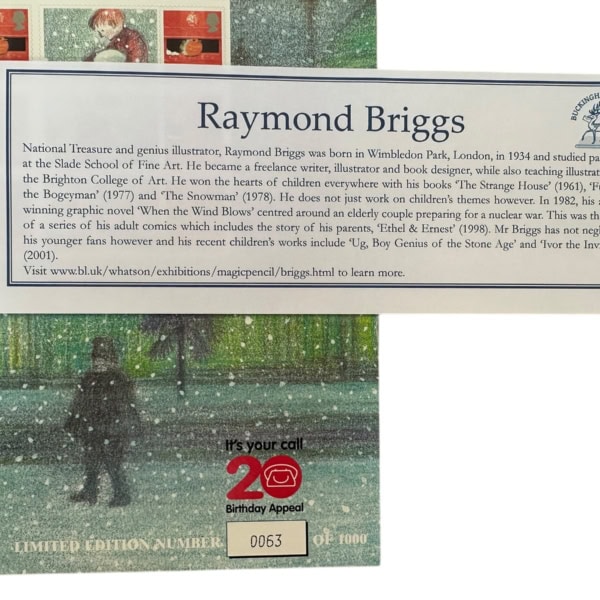 Raymond Briggs
National Treasure and genius illustrator, Raymond Briggs was born in Wimbledon Park, London, in 1934 and studied pa
at the Slade School of Fine Art. He became a freelance writer, illustrator and book designer, while also teaching illustrat
the Brighton College of Art. He won the hearts of children everywhere with his books ‘The Strange House’ (1961), ‘F
the Bogeyman’ (1977) and ‘The Snowman’ (1978). He does not just work on children’s themes however. In 1982, his
winning graphic novel ‘When the Wind Blows’ centred around an elderly couple preparing for a nuclear war. This was th
of a series of his adult comics which includes the story of his parents, ‘Ethel & Ernest’ (1998). Mr Briggs has not neg
his younger fans however and his recent children’s works include ‘Ug, Boy Genius of the Stone Age’ and ‘Ivor the Inv
(2001).
Visit www.bl.uk/whatson/exhibitions/magicpencil/briggs.html to learn more.
BUCKINGH
It's your call
20
Birthday Appeal
LIMITED EDITION NUMBER 0063 OF 1000